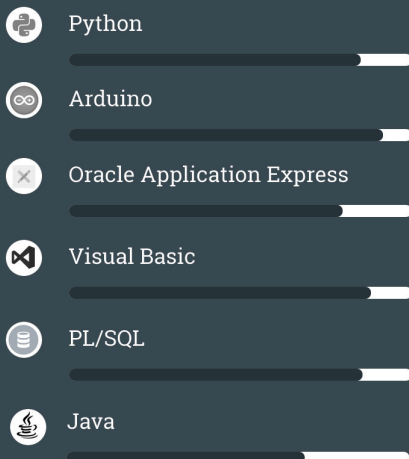 Python
Arduino
Oracle Application Express
Visual Basic
PL/SQL
Java